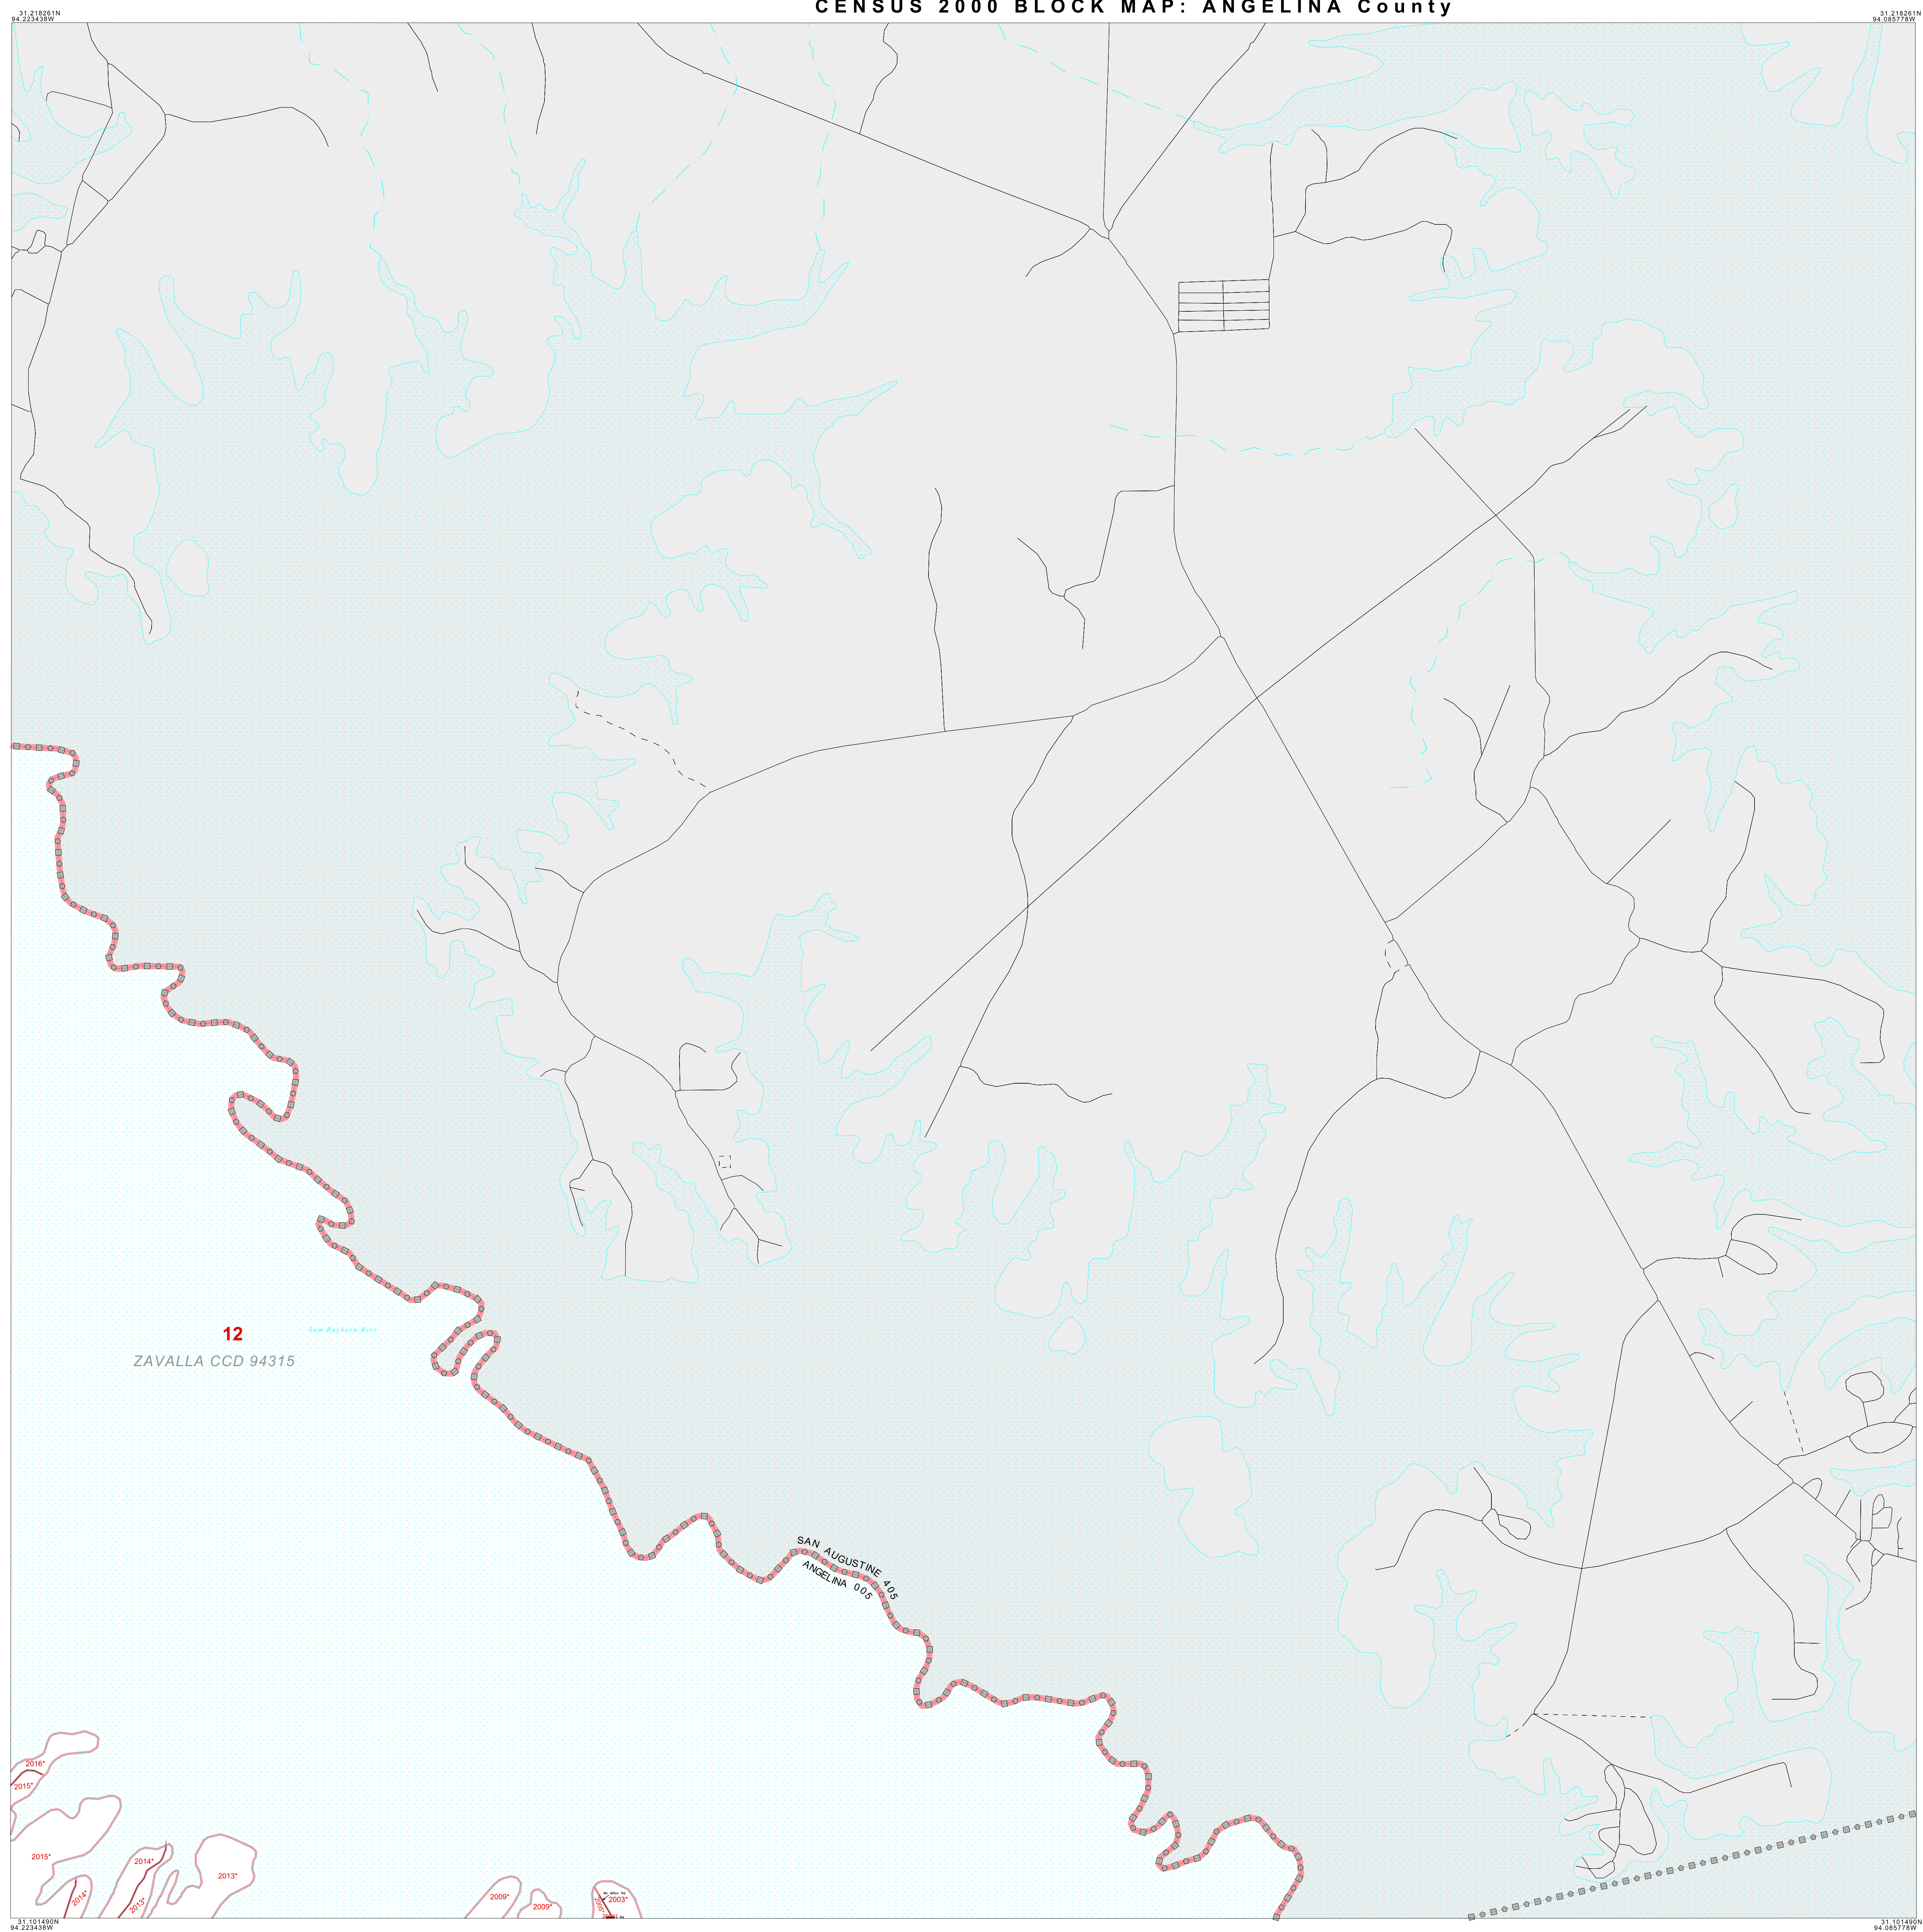 CENSUS 2000 BLOCK MAP: ANGELINA County
31.218261N
94.223438W
31.218261N
94.085778W
12
Sam Rayburn Resr
ZAVALLA CCD 94315
SAN AUGUSTINE 405
ANGELINA 005
2016*
2015*
2015*
2014*
2013*
2014*
2013*
2009*
2009*
2003*
31.101490N
94.223438W
31.101490N
94.085778W